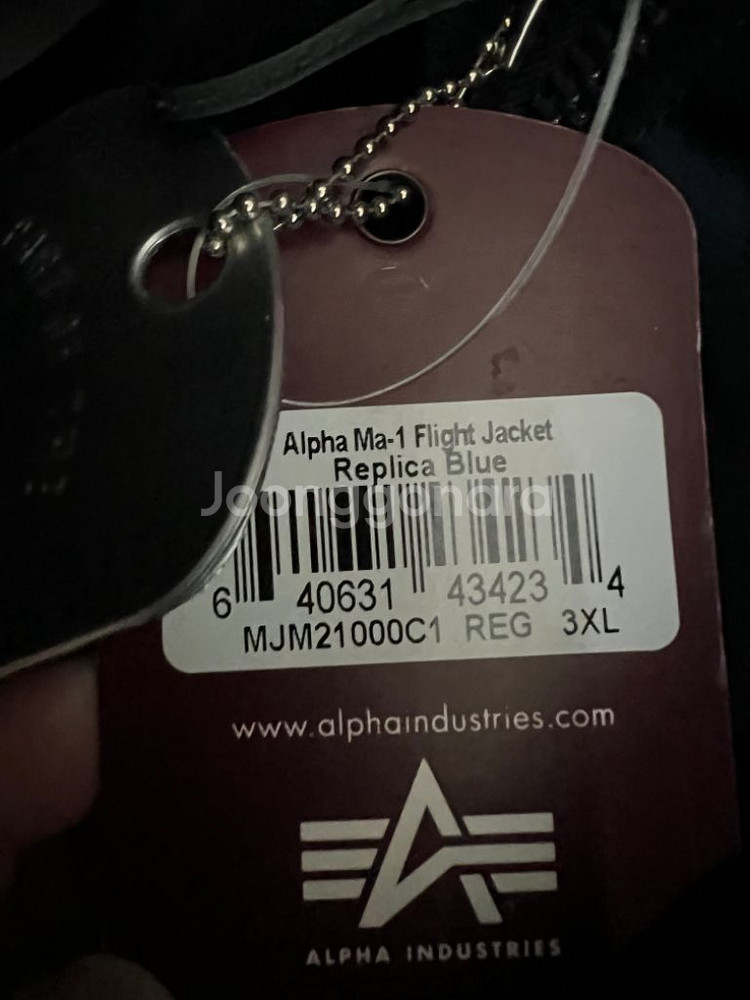 Alpha Ma-1 Flight Jacket
Replica Blue
Joonggonara
6 40631 43423 4
MJM21000C1 REG 3XL
www.alphaindustries.com
ALPHA INDUSTRIES